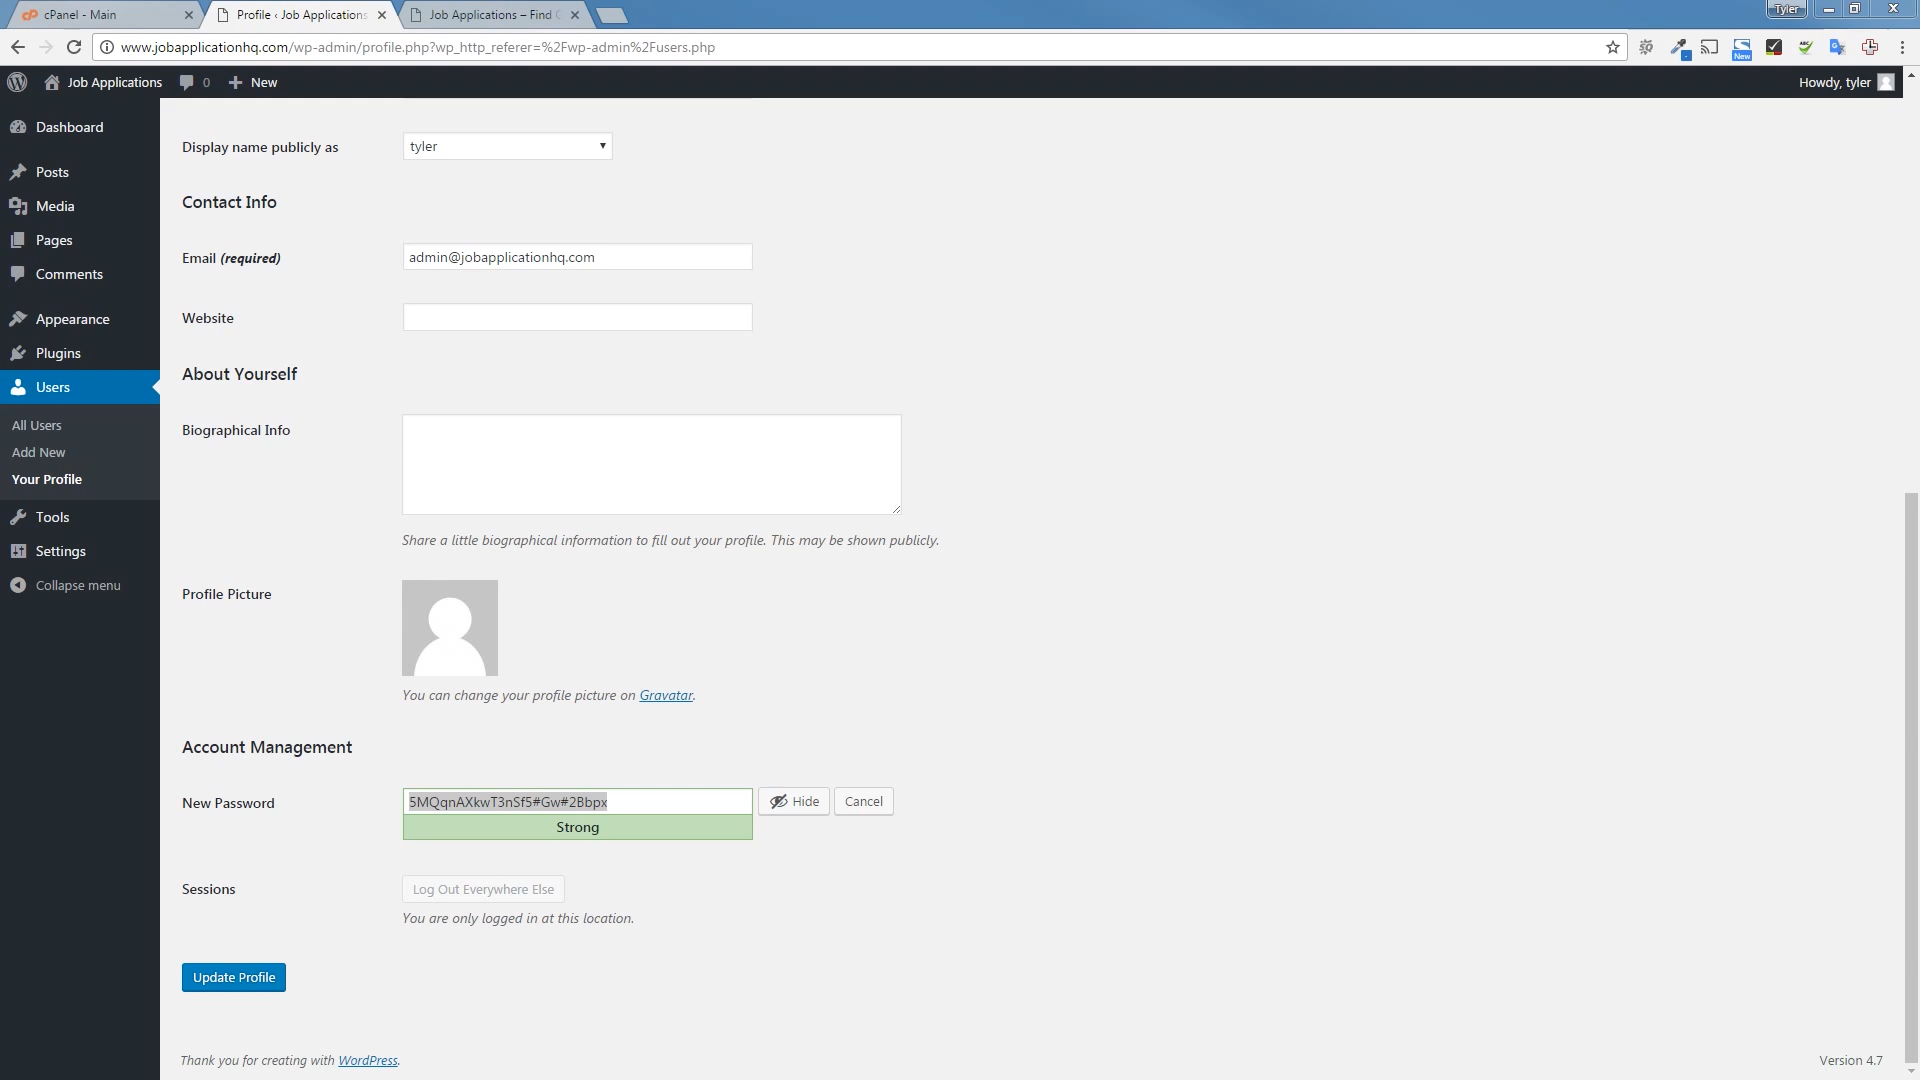 cPanel - Main
Profile ‹ Job Applications
Job Applications – Find
Tyler
www.jobapplicationhq.com/wp-admin/profile.php?wp_http_referer=%2Fwp-admin%2Fusers.php
New
Job Applications
0
New
Howdy, tyler
Dashboard
Posts
Media
Pages
Comments
Appearance
Plugins
Users
All Users
Add New
Your Profile
Tools
Settings
Collapse menu
Display name publicly as
tyler
Contact Info
Email (required)
admin@jobapplicationhq.com
Website
About Yourself
Biographical Info
Share a little biographical information to fill out your profile. This may be shown publicly.
Profile Picture
You can change your profile picture on Gravatar.
Account Management
New Password
5MQqnAXkwT3nSf5#Gw#2Bbpx
Hide
Cancel
Strong
Sessions
Log Out Everywhere Else
You are only logged in at this location.
Update Profile
Thank you for creating with WordPress.
Version 4.7